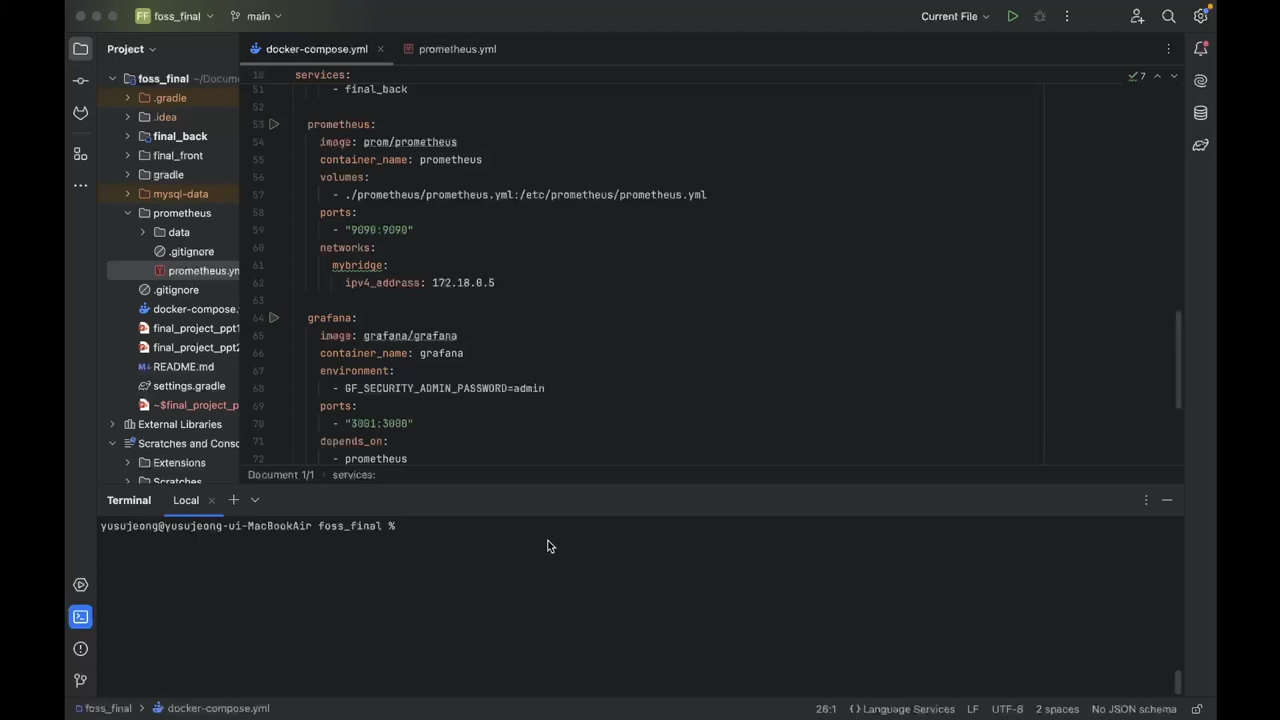 FF foss_final
main
Current File
Project
docker-compose.yml
prometheus.yml
foss_final ~/Docum
.gradle
.idea
final_back
final_front
gradle
mysql-data
prometheus
data
.gitignore
prometheus.ym
.gitignore
docker-compose.
final_project_ppt1
final_project_ppt2
README.md
settings.gradle
~$final_project_p
External Libraries
Scratches and Consc
Extensions
Scratches
10 services:
7
51 - final_back
52
53 prometheus:
54 image: prom/prometheus
55 container_name: prometheus
56 volumes:
57 - ./prometheus/prometheus.yml:/etc/prometheus/prometheus.yml
58 ports:
59 - "9090:9090"
60 networks:
61 mybridge:
62 ipv4_address: 172.18.0.5
63
64 grafana:
65 image: grafana/grafana
66 container_name: grafana
67 environment:
68 - GF_SECURITY_ADMIN_PASSWORD=admin
69 ports:
70 - "3001:3000"
71 depends_on:
72 - prometheus
Document 1/1 services:
Terminal Local
yusujeong@yusujeong-ui-MacBookAir foss_final %
foss_final docker-compose.yml
26:1 Language Services LF UTF-8 2 spaces No JSON schema